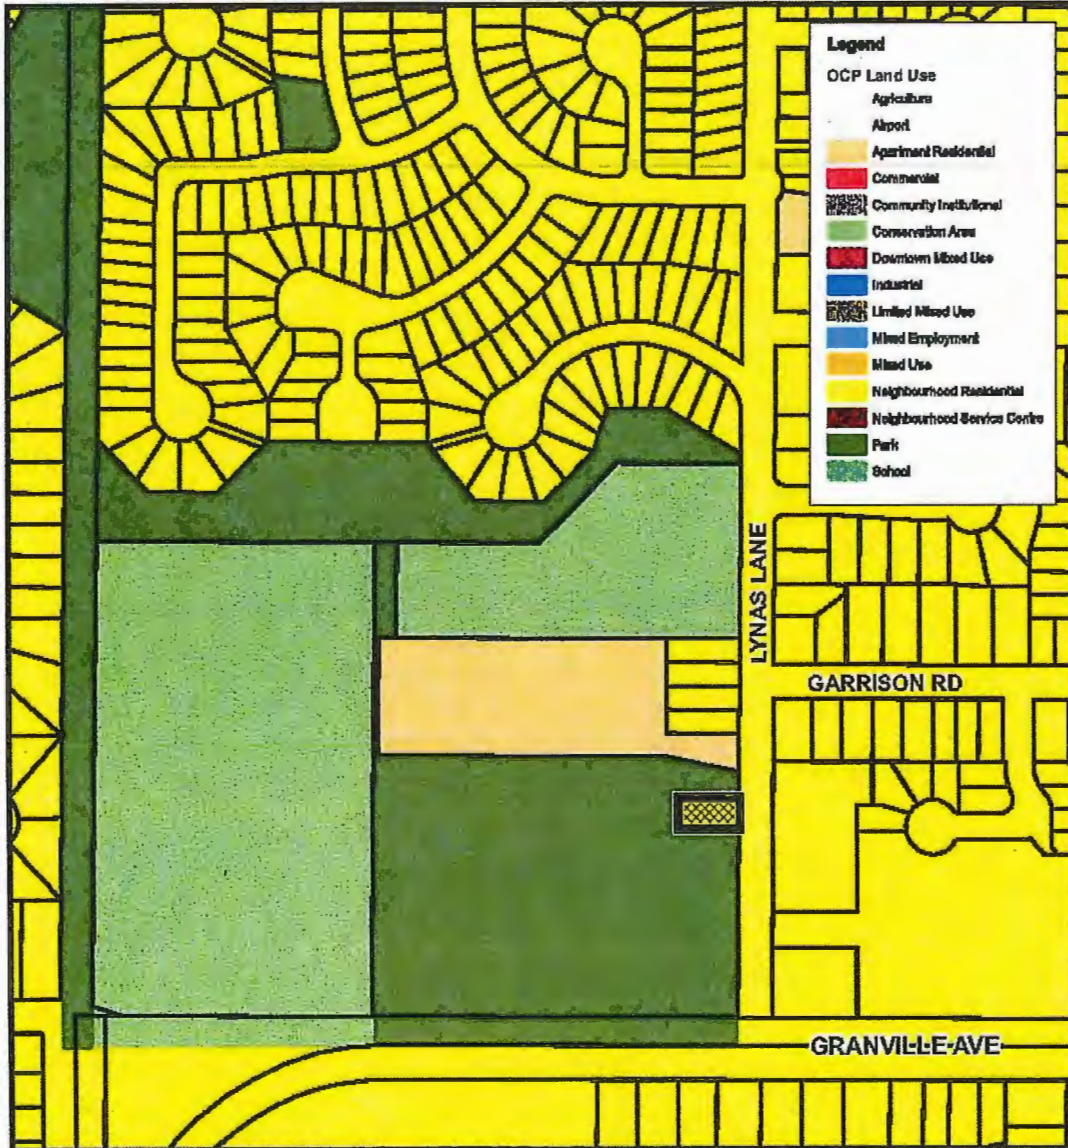 Legend
OCP Land Use
Agriculture
Airport
Apartment Residential
Commercial
Community Institutional
Conservation Area
Downtown Mixed Use
Industrial
Limited Mixed Use
Mixed Employment
Mixed Use
Neighbourhood Residential
Neighbourhood Service Centre
Park
School
LYNAS LANE
GARRISON RD
GRANVILLE AVE